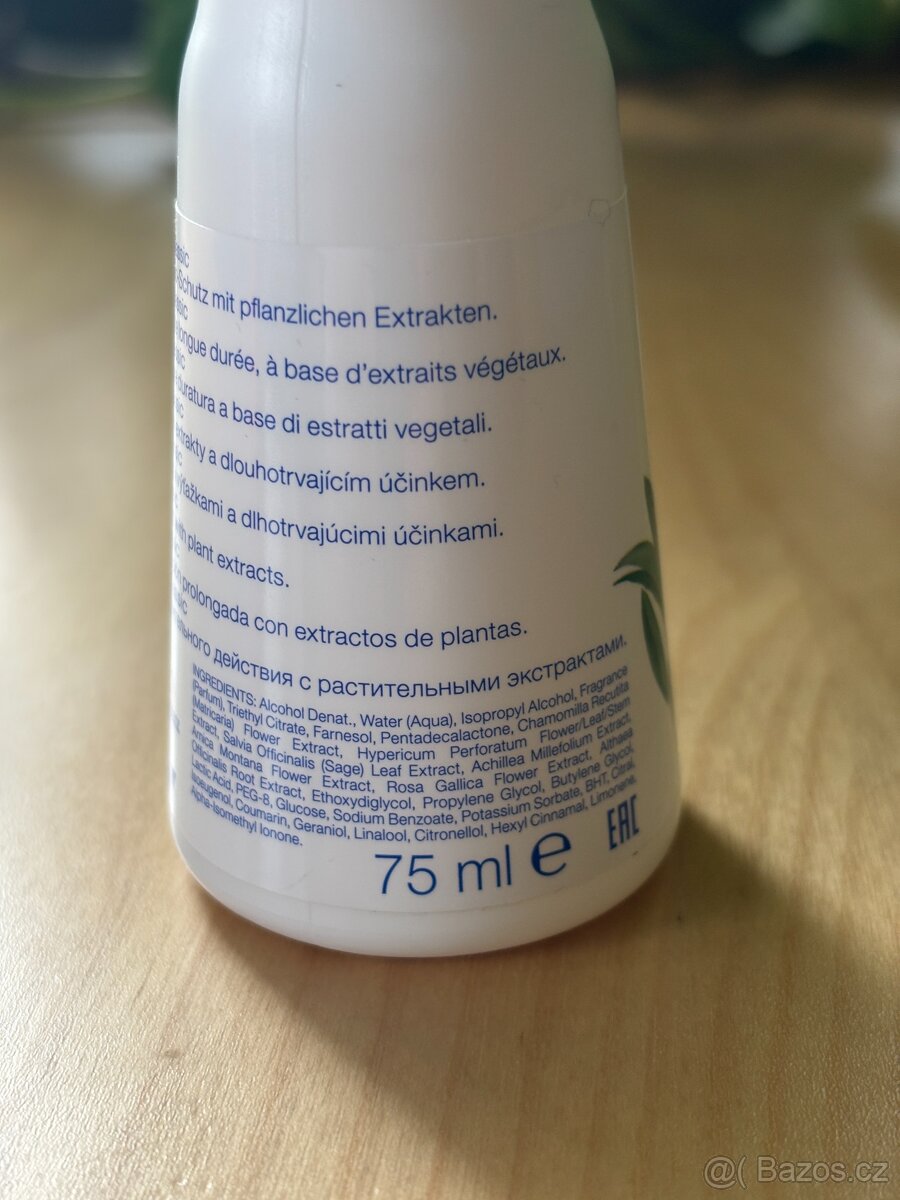 Schutz mit pflanzlichen Extrakten.
longue durée, à base d'extraits végétaux.
duratura a base di estratti vegetali.
extrakty a dlouhotrvajícím účinkem.
výťažkami a dlhotrvajúcimi účinkami.
with plant extracts.
prolongada con extractos de plantas.
действия с растительными экстрактами.
INGREDIENTS: Alcohol Denat., Water (Aqua), Isopropyl Alcohol, Fragrance
(Parfum), Triethyl Citrate, Farnesol, Pentadecalactone, Chamomilla Recutita
(Matricaria) Flower Extract, Hypericum Perforatum Flower/Leaf/Stem
Extract, Salvia Officinalis (Sage) Leaf Extract, Achillea Millefolium Extract,
Arnica Montana Flower Extract, Rosa Gallica Flower Extract, Althaea
Officinalis Root Extract, Ethoxydiglycol, Propylene Glycol, Butylene Glycol,
Lactic Acid, PEG-8, Glucose, Sodium Benzoate, Potassium Sorbate, BHT, Citral,
Isoeugenol, Coumarin, Geraniol, Linalool, Citronellol, Hexyl Cinnamal, Limonene,
Alpha-Isomethyl Ionone.
75 ml e EAC
@( Bazos.cz